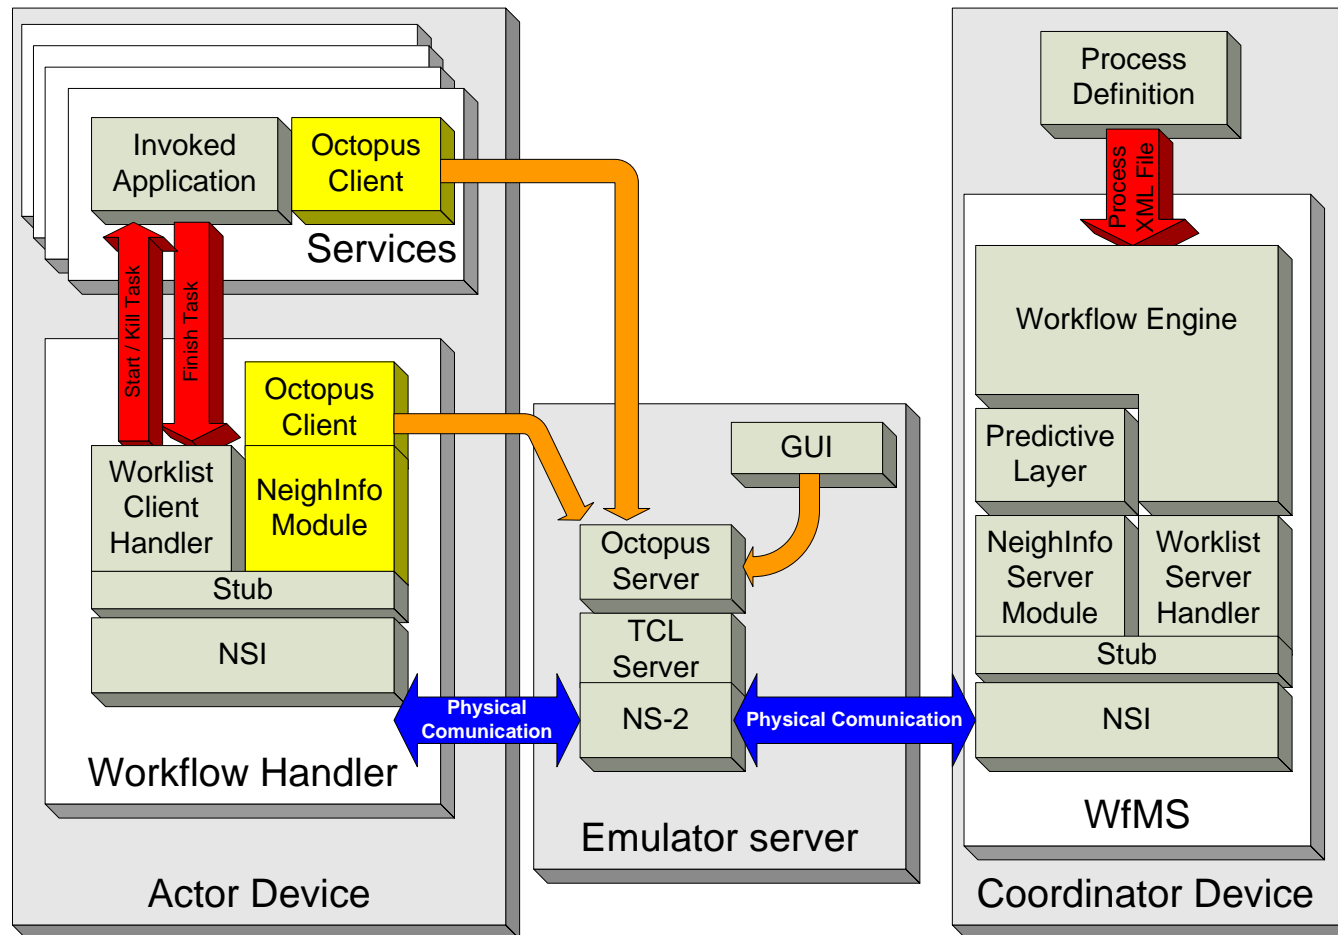 Invoked
Application
Octopus
Client
Services
Start / Kill Task
Finish Task
Octopus
Client
Worklist
Client
Handler
NeighInfo
Module
Stub
NSI
Workflow Handler
Actor Device
Physical
Comunication
GUI
Octopus
Server
TCL
Server
NS-2
Emulator server
Physical Comunication
Process
Definition
Process
XML File
Workflow Engine
Predictive
Layer
NeighInfo
Server
Module
Worklist
Server
Handler
Stub
NSI
WfMS
Coordinator Device